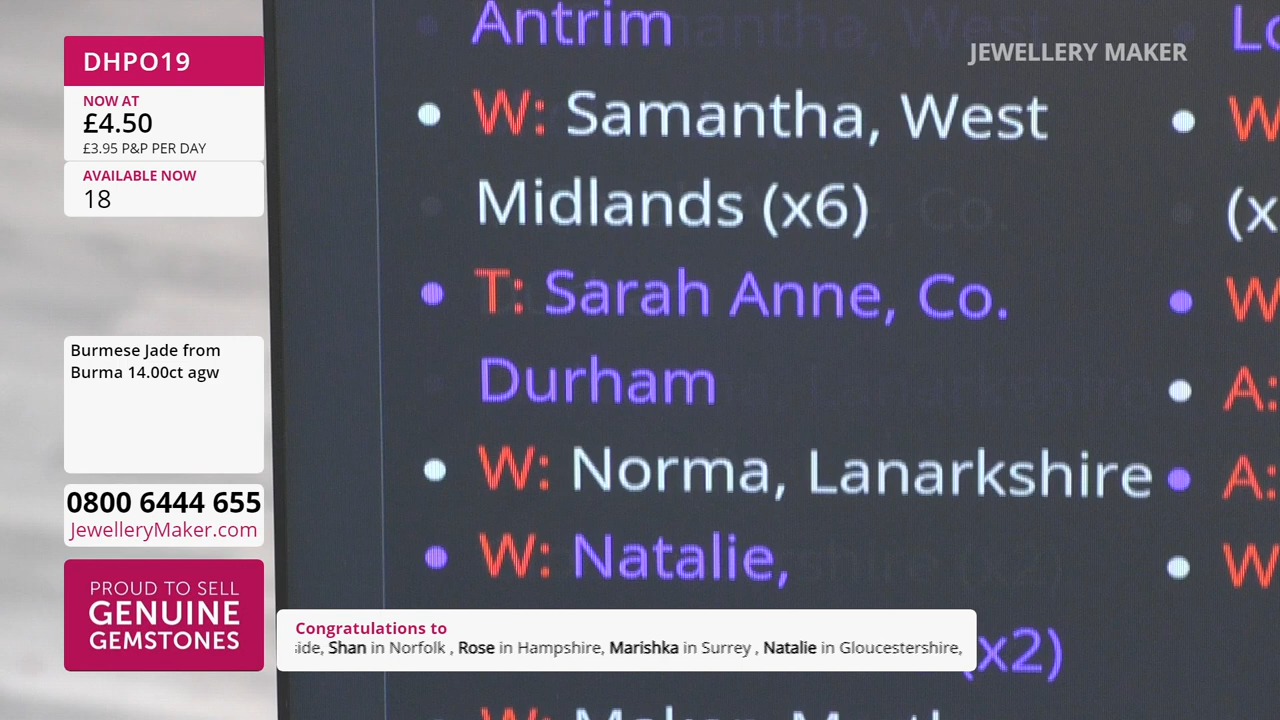 DHPO19
NOW AT
£4.50
£3.95 P&P PER DAY
AVAILABLE NOW
18
Burmese Jade from
Burma 14.00ct agw
0800 6444 655
JewelleryMaker.com
PROUD TO SELL
GENUINE
GEMSTONES
JEWELLERY MAKER
Antrim
W: Samantha, West
Midlands (x6)
T: Sarah Anne, Co.
Durham
W: Norma, Lanarkshire
W: Natalie,
(x2)
W:
W
(x
W
A:
A:
W
Congratulations to
Shan in Norfolk , Rose in Hampshire, Marishka in Surrey , Natalie in Gloucestershire,